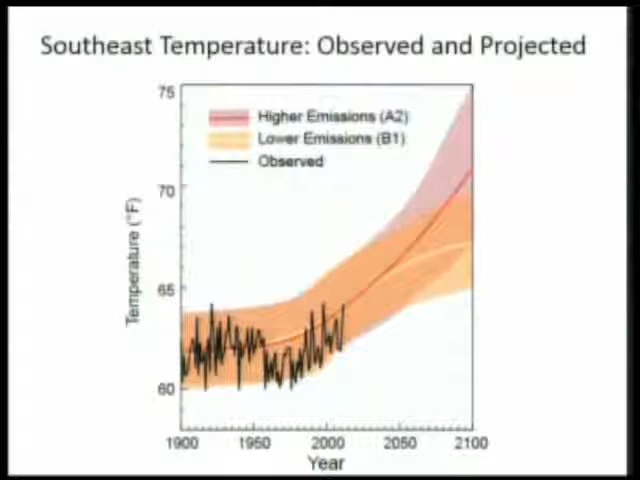 Southeast Temperature: Observed and Projected
75
Higher Emissions (A2)
Lower Emissions (B1)
Observed
70
Temperature (°F)
65
60
1900 1950 2000 2050 2100
Year